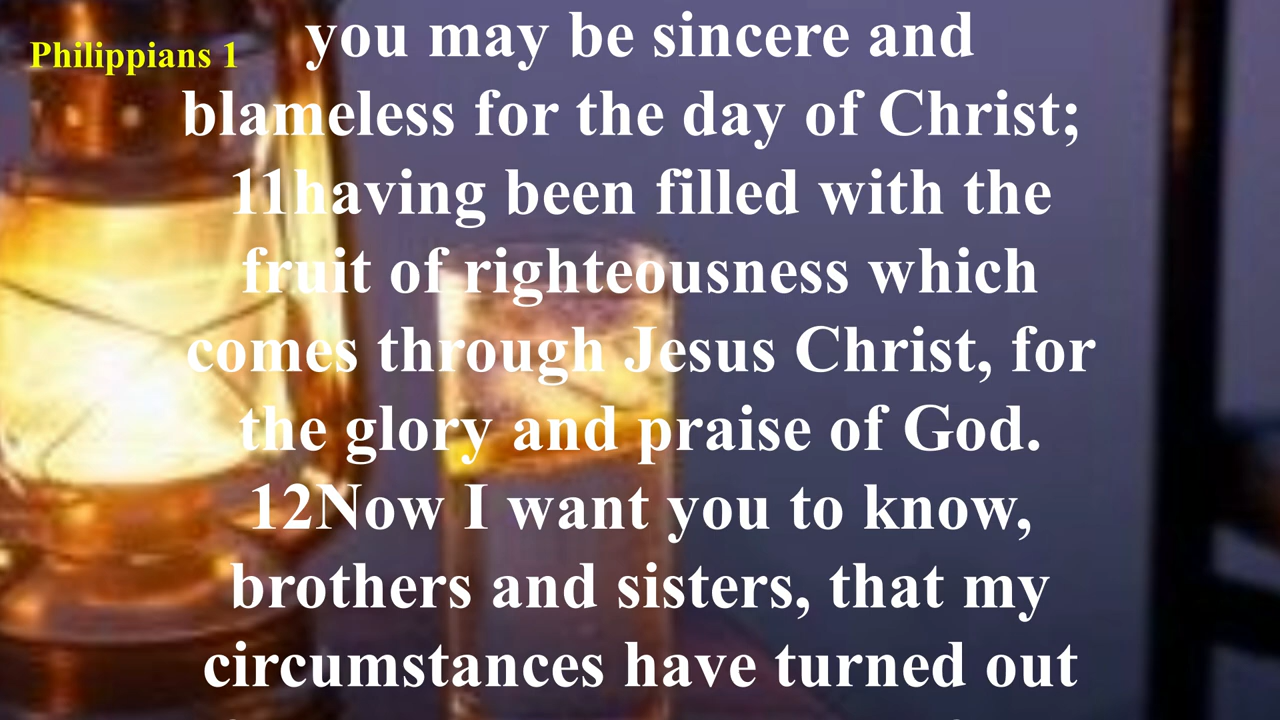 Philippians 1
you may be sincere and
blameless for the day of Christ;
11having been filled with the
fruit of righteousness which
comes through Jesus Christ, for
the glory and praise of God.
12Now I want you to know,
brothers and sisters, that my
circumstances have turned out